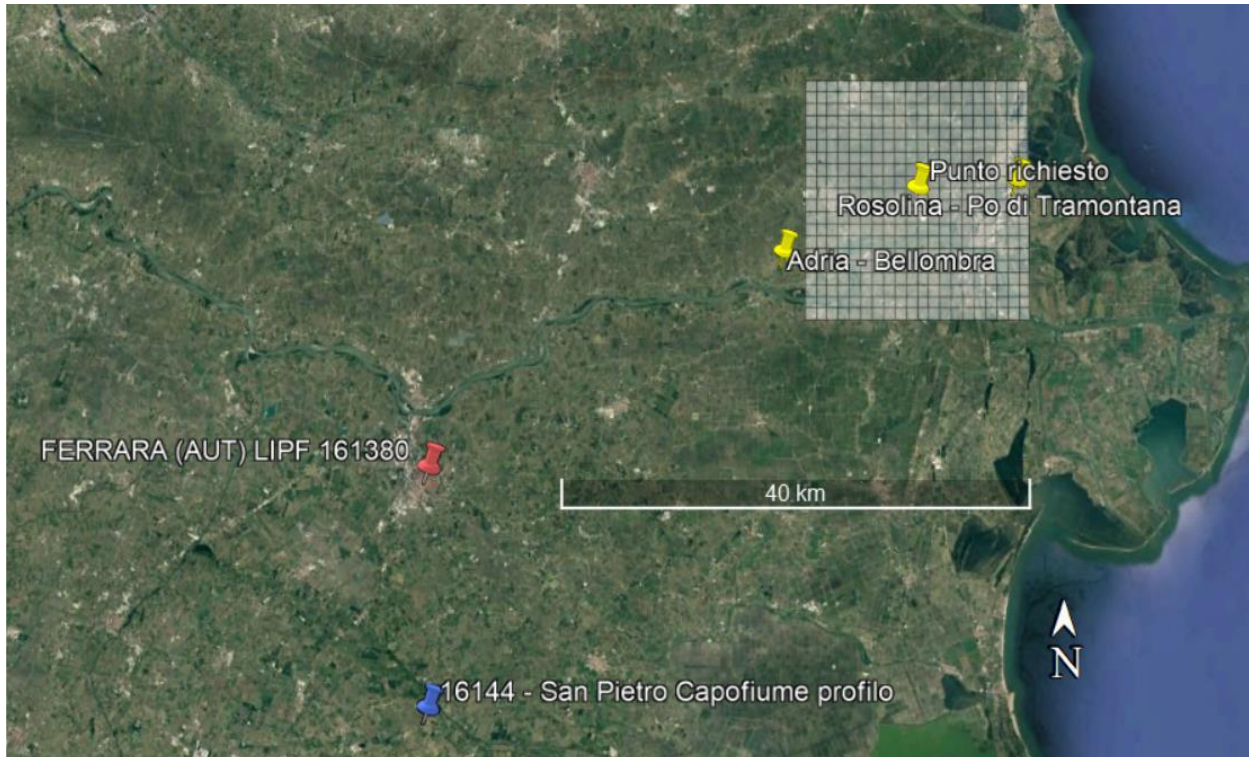 Punto richiesto
Rosolina - Po di Tramontana
Adria - Bellombra
FERRARA (AUT) LIPF 161380
40 km
N
16144 - San Pietro Capofiume profilo